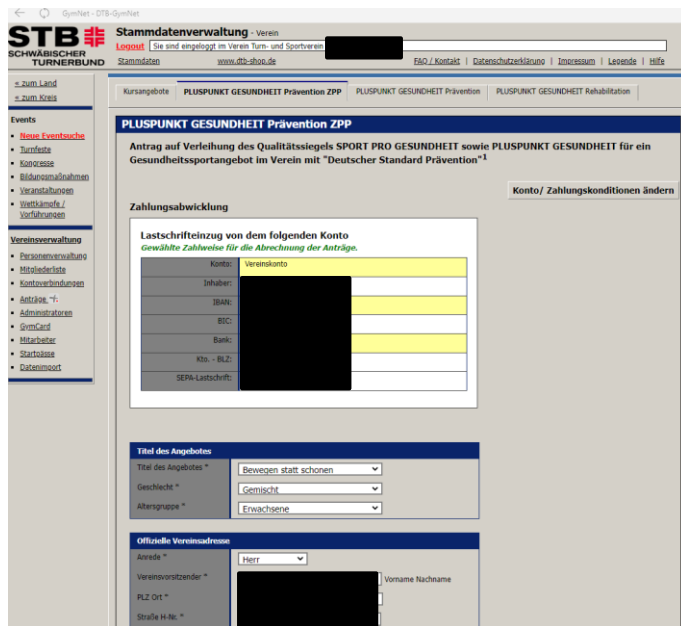 GymNet - DTB-GymNet
STB
SCHWÄBISCHER
TURNERBUND
Stammdatenverwaltung - Verein
Logout Sie sind eingeloggt im Verein Turn- und Sportverein
Stammdaten www.dtb-shop.de FAQ / Kontakt | Datenschutzerklärung | Impressum | Legende | Hilfe
« zum Land
« zum Kreis
Events
Neue Eventsuche
Turnfeste
Kongresse
Bildungsmaßnahmen
Veranstaltungen
Wettkämpfe /
Vorführungen
Vereinsverwaltung
Personenverwaltung
Mitgliederliste
Kontoverbindungen
Anträge
Administratoren
GymCard
Mitarbeiter
Startpässe
Datenimport
Kursangebote PLUSPUNKT GESUNDHEIT Prävention ZPP PLUSPUNKT GESUNDHEIT Prävention PLUSPUNKT GESUNDHEIT Rehabilitation
PLUSPUNKT GESUNDHEIT Prävention ZPP
Antrag auf Verleihung des Qualitätssiegels SPORT PRO GESUNDHEIT sowie PLUSPUNKT GESUNDHEIT für ein
Gesundheitssportangebot im Verein mit "Deutscher Standard Prävention"1
Konto/ Zahlungskonditionen ändern
Zahlungsabwicklung
Lastschrifteinzug von dem folgenden Konto
Gewählte Zahlweise für die Abrechnung der Anträge.
Konto: Vereinskonto
Inhaber:
IBAN:
BIC:
Bank:
Kto. - BLZ:
SEPA-Lastschrift:
Titel des Angebotes
Titel des Angebotes * Bewegen statt schonen
Geschlecht * Gemischt
Altersgruppe * Erwachsene
Offizielle Vereinsadresse
Anrede * Herr
Vereinsvorsitzender * Vorname Nachname
PLZ Ort *
Straße H-Nr. *